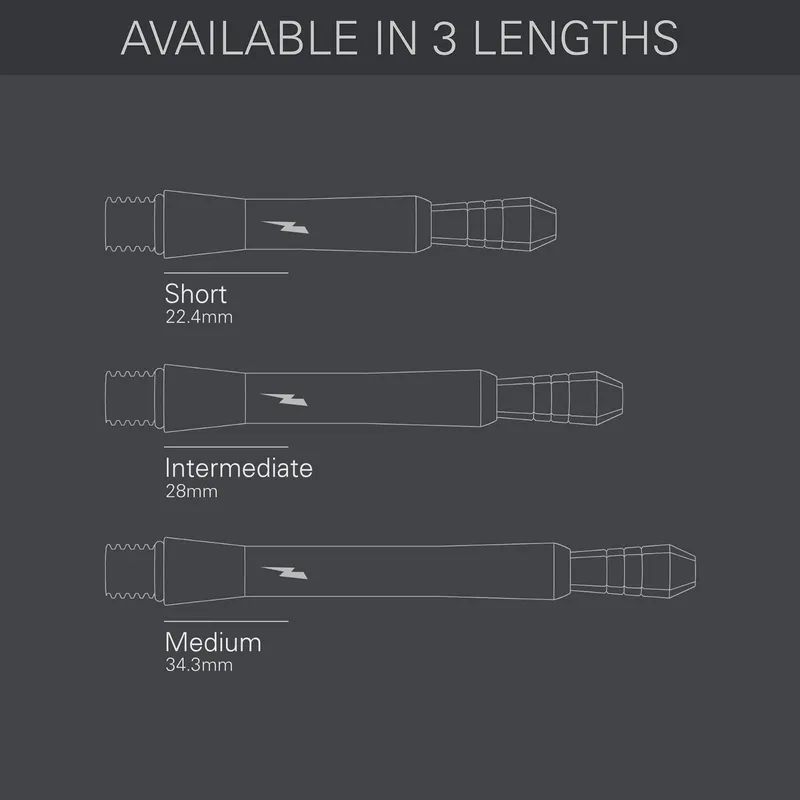 AVAILABLE IN 3 LENGTHS
Short
22.4mm
Intermediate
28mm
Medium
34.3mm